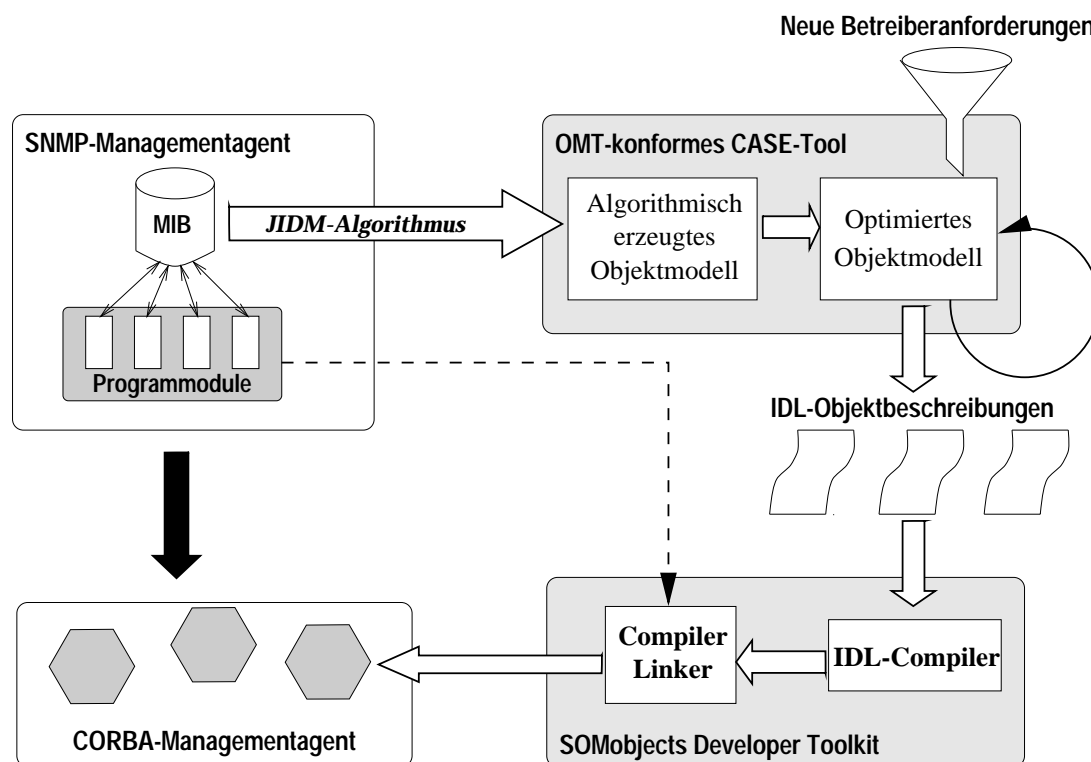 Neue Betreiberanforderungen
SNMP-Managementagent
OMT-konformes CASE-Tool
MIB
JIDM-Algorithmus
Algorithmisch
erzeugtes
Objektmodell
Optimiertes
Objektmodell
Programmodule
IDL-Objektbeschreibungen
Compiler
Linker
IDL-Compiler
CORBA-Managementagent
SOMobjects Developer Toolkit